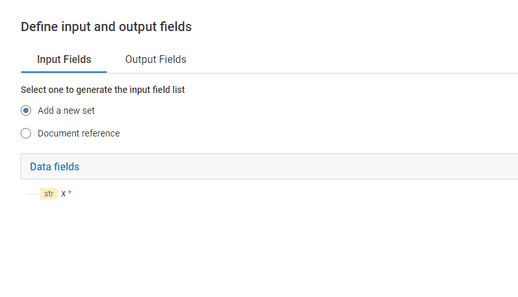 Define input and output fields
Input Fields Output Fields
Select one to generate the input field list
Add a new set
Document reference
Data fields
str x *